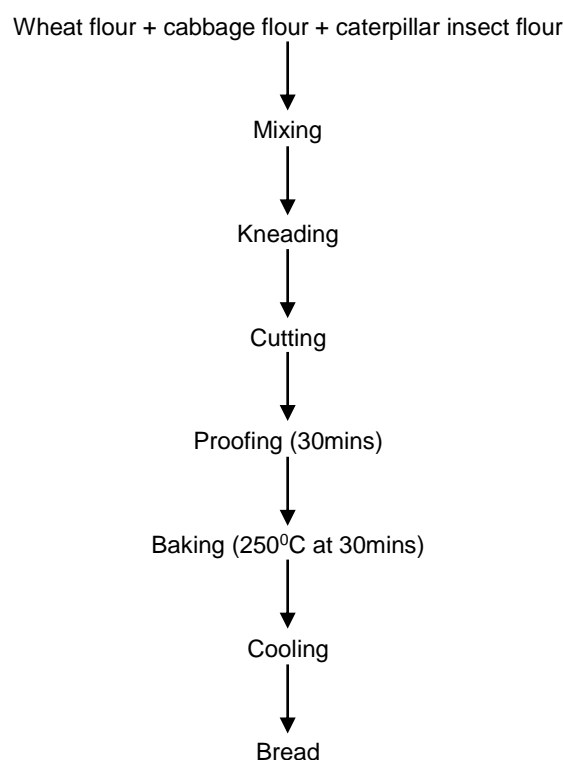 Wheat flour + cabbage flour + caterpillar insect flour
Mixing
Kneading
Cutting
Proofing (30mins)
Baking (250⁰C at 30mins)
Cooling
Bread